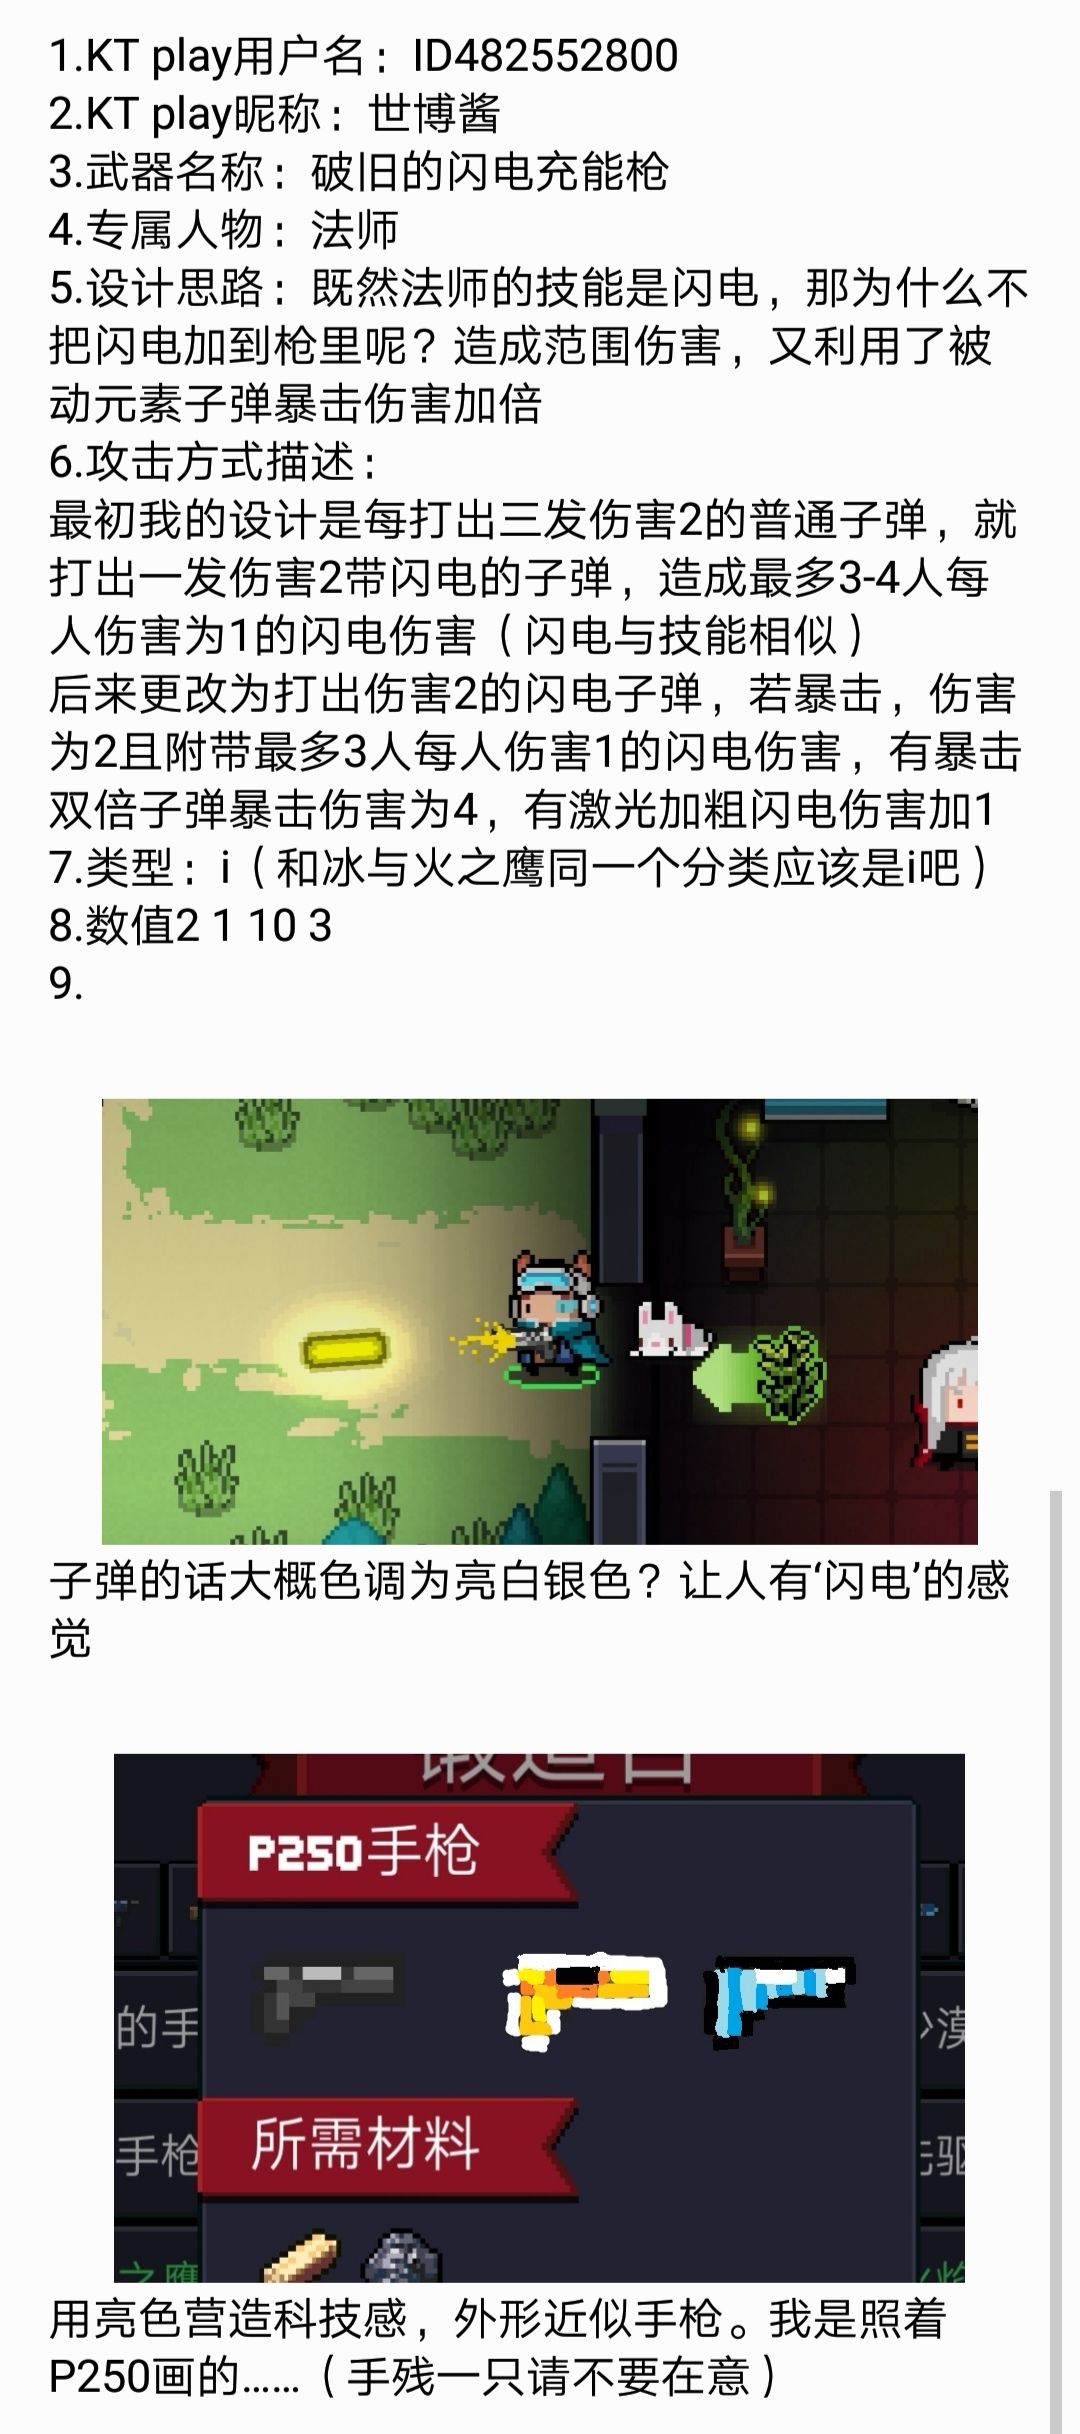 1.KT play用户名：ID482552800
2.KT play昵称：世博酱
3.武器名称：破旧的闪电充能枪
4.专属人物：法师
5.设计思路：既然法师的技能是闪电，那为什么不
把闪电加到枪里呢？造成范围伤害，又利用了被
动元素子弹暴击伤害加倍
6.攻击方式描述：
最初我的设计是每打出三发伤害2的普通子弹，就
打出一发伤害2带闪电的子弹，造成最多3-4人每
人伤害为1的闪电伤害（闪电与技能相似）
后来更改为打出伤害2的闪电子弹，若暴击，伤害
为2且附带最多3人每人伤害1的闪电伤害，有暴击
双倍子弹暴击伤害为4，有激光加粗闪电伤害加1
7.类型：i（和冰与火之鹰同一个分类应该是i吧）
8.数值2 1 10 3
9.
子弹的话大概色调为亮白银色？让人有‘闪电’的感
觉
锻造台
P250手枪
的手
手枪
所需材料
之鹰
用亮色营造科技感，外形近似手枪。我是照着
P250画的……（手残一只请不要在意）